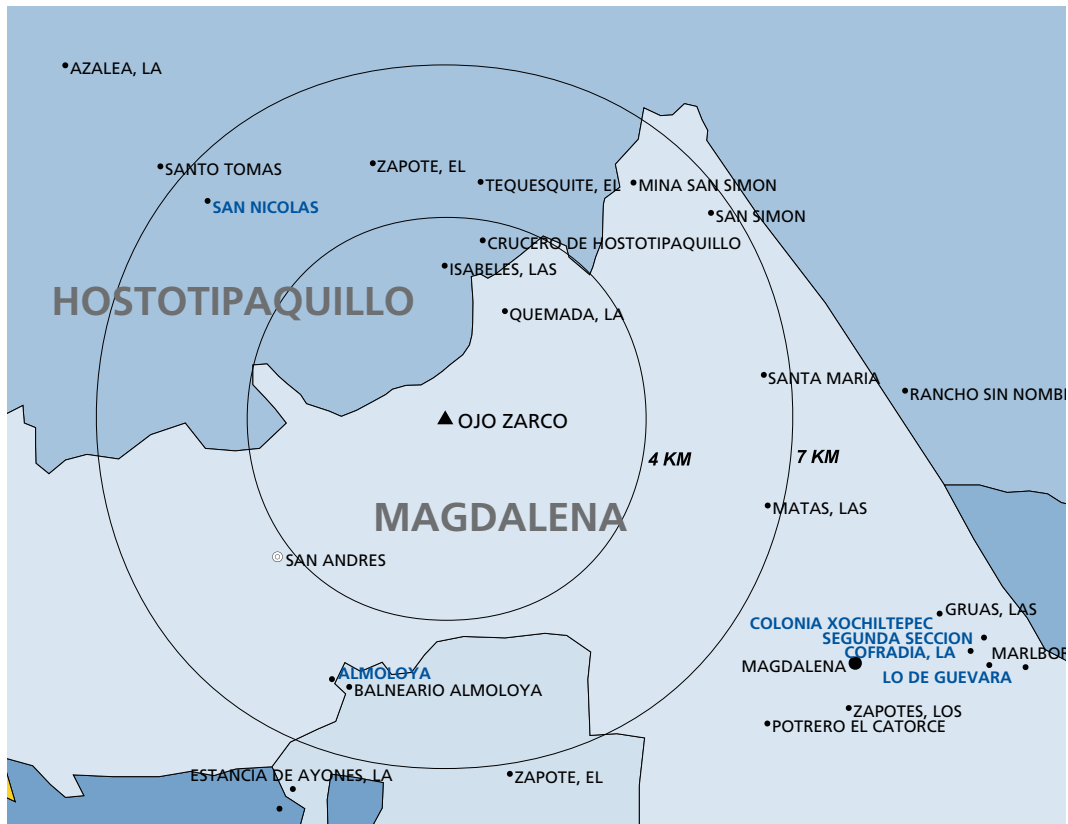 AZALEA, LA
SANTO TOMAS
ZAPOTE, EL
TEQUESQUITE, EL
MINA SAN SIMON
SAN NICOLAS
SAN SIMON
CRUCERO DE HOSTOTIPAQUILLO
ISABELES, LAS
HOSTOTIPAQUILLO
QUEMADA, LA
SANTA MARIA
RANCHO SIN NOMB
OJO ZARCO
4 KM
7 KM
MAGDALENA
MATAS, LAS
SAN ANDRES
GRUAS, LAS
COLONIA XOCHILTEPEC
SEGUNDA SECCION
COFRADIA, LA
MARLBOR
MAGDALENA
ALMOLOYA
LO DE GUEVARA
BALNEARIO ALMOLOYA
ZAPOTES, LOS
POTRERO EL CATORCE
ESTANCIA DE AYONES, LA
ZAPOTE, EL